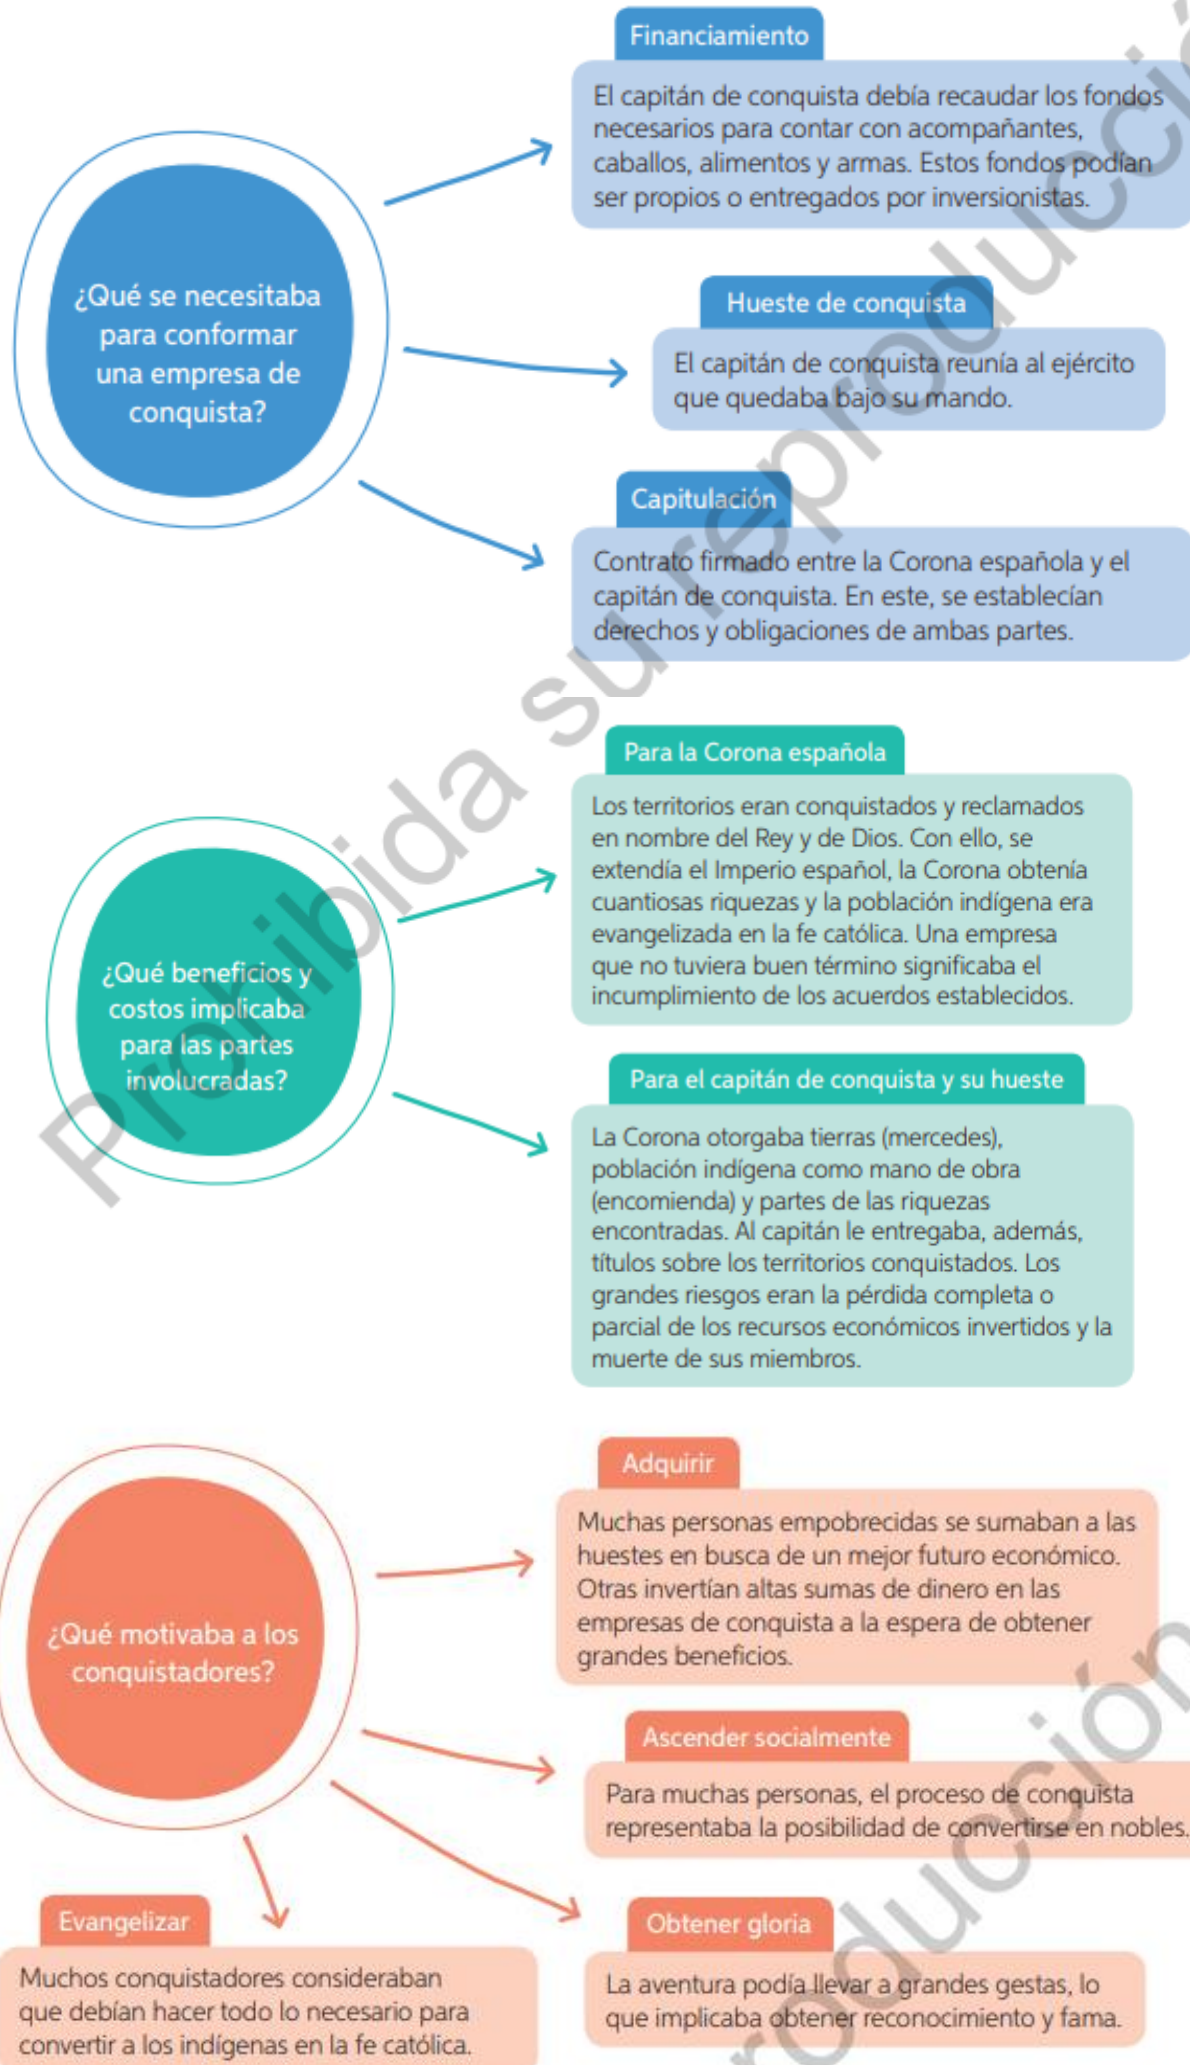 Financiamiento
El capitán de conquista debía recaudar los fondos
necesarios para contar con acompañantes,
caballos, alimentos y armas. Estos fondos podían
ser propios o entregados por inversionistas.
¿Qué se necesitaba
para conformar
una empresa de
conquista?
Hueste de conquista
El capitán de conquista reunía al ejército
que quedaba bajo su mando.
Capitulación
Contrato firmado entre la Corona española y el
capitán de conquista. En este, se establecían
derechos y obligaciones de ambas partes.
Para la Corona española
Los territorios eran conquistados y reclamados
en nombre del Rey y de Dios. Con ello, se
extendía el Imperio español, la Corona obtenía
cuantiosas riquezas y la población indígena era
evangelizada en la fe católica. Una empresa
que no tuviera buen término significaba el
incumplimiento de los acuerdos establecidos.
¿Qué beneficios y
costos implicaba
para las partes
involucradas?
Para el capitán de conquista y su hueste
La Corona otorgaba tierras (mercedes),
población indígena como mano de obra
(encomienda) y partes de las riquezas
encontradas. Al capitán le entregaba, además,
títulos sobre los territorios conquistados. Los
grandes riesgos eran la pérdida completa o
parcial de los recursos económicos invertidos y la
muerte de sus miembros.
Adquirir
Muchas personas empobrecidas se sumaban a las
huestes en busca de un mejor futuro económico.
Otras invertían altas sumas de dinero en las
empresas de conquista a la espera de obtener
grandes beneficios.
¿Qué motivaba a los
conquistadores?
Ascender socialmente
Para muchas personas, el proceso de conquista
representaba la posibilidad de convertirse en nobles.
Evangelizar
Muchos conquistadores consideraban
que debían hacer todo lo necesario para
convertir a los indígenas en la fe católica.
Obtener gloria
La aventura podía llevar a grandes gestas, lo
que implicaba obtener reconocimiento y fama.
Prohibida su reproducció
roducción